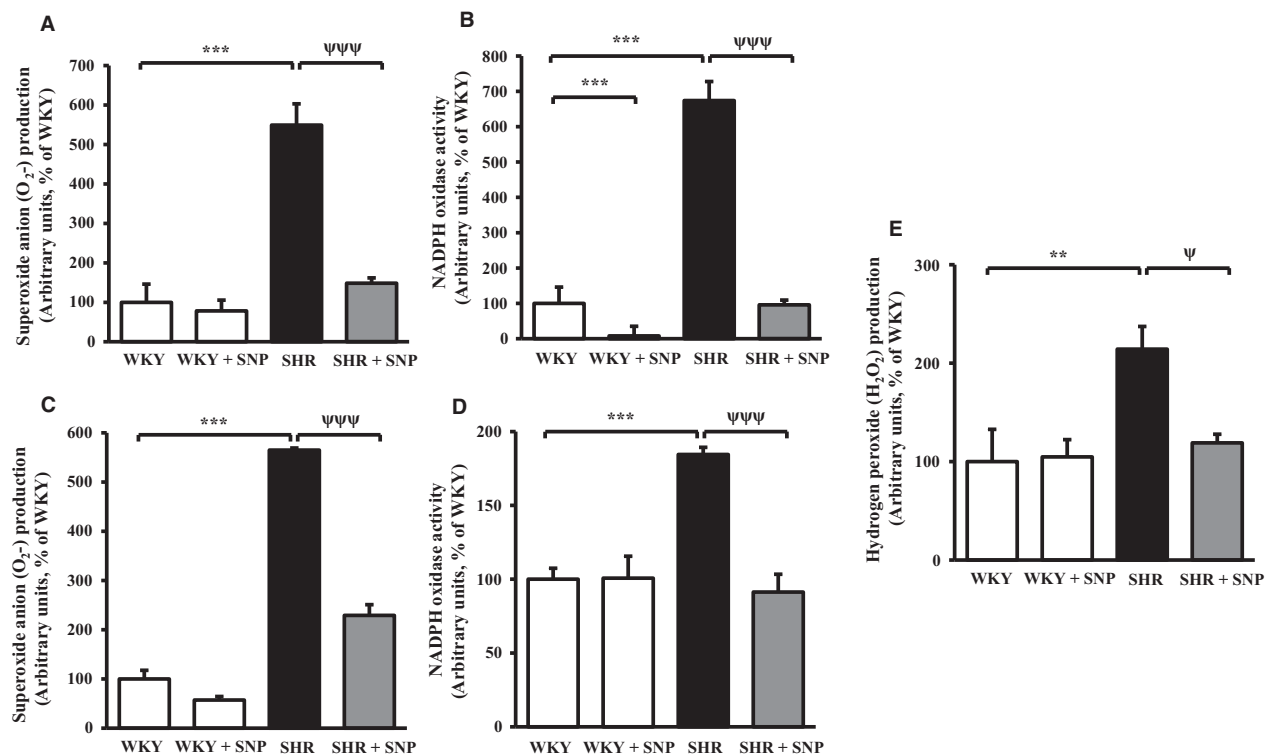 A
Superoxide anion (O₂-) production
(Arbitrary units, % of WKY)
***
ψψψ
700
600
500
400
300
200
100
0
WKY
WKY + SNP
SHR
SHR + SNP
B
NADPH oxidase activity
(Arbitrary units, % of WKY)
***
ψψψ
***
800
700
600
500
400
300
200
100
0
WKY
WKY + SNP
SHR
SHR + SNP
C
Superoxide anion (O₂-) production
(Arbitrary units, % of WKY)
***
ψψψ
600
500
400
300
200
100
0
WKY
WKY + SNP
SHR
SHR + SNP
D
NADPH oxidase activity
(Arbitrary units, % of WKY)
***
ψψψ
200
150
100
50
0
WKY
WKY + SNP
SHR
SHR + SNP
E
Hydrogen peroxide (H₂O₂) production
(Arbitrary units, % of WKY)
**
ψ
300
200
100
0
WKY
WKY + SNP
SHR
SHR + SNP